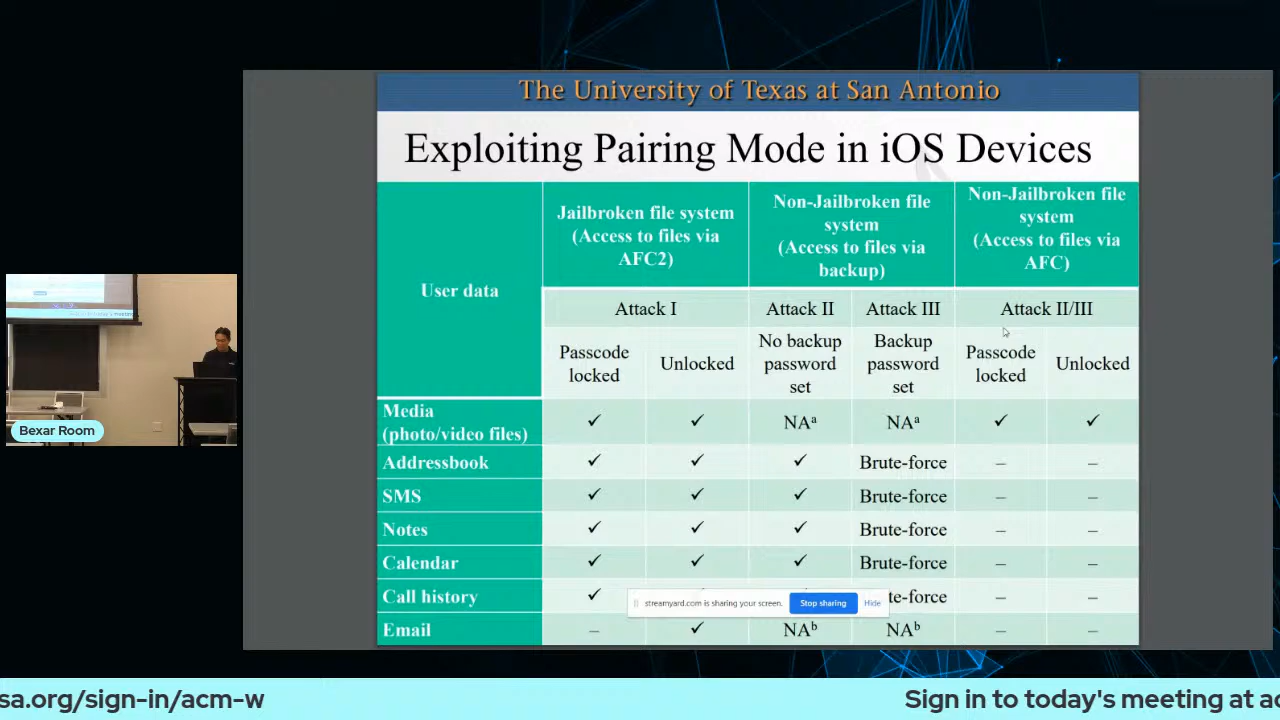 The University of Texas at San Antonio
Exploiting Pairing Mode in iOS Devices
User data
Jailbroken file system
(Access to files via
AFC2)
Non-Jailbroken file
system
(Access to files via
backup)
Non-Jailbroken file
system
(Access to files via
AFC)
Attack I
Attack II
Attack III
Attack II/III
Passcode
locked
Unlocked
No backup
password
set
Backup
password
set
Passcode
locked
Unlocked
Media
(photo/video files) ✓ ✓ NAᵃ NAᵃ ✓ ✓
Addressbook ✓ ✓ ✓ Brute-force – –
SMS ✓ ✓ ✓ Brute-force – –
Notes ✓ ✓ ✓ Brute-force – –
Calendar ✓ ✓ ✓ Brute-force – –
Call history ✓ te-force – –
streamyard.com is sharing your screen. Stop sharing Hide
Email – ✓ NAᵇ NAᵇ – –
Bexar Room
sa.org/sign-in/acm-w
Sign in to today's meeting at ac